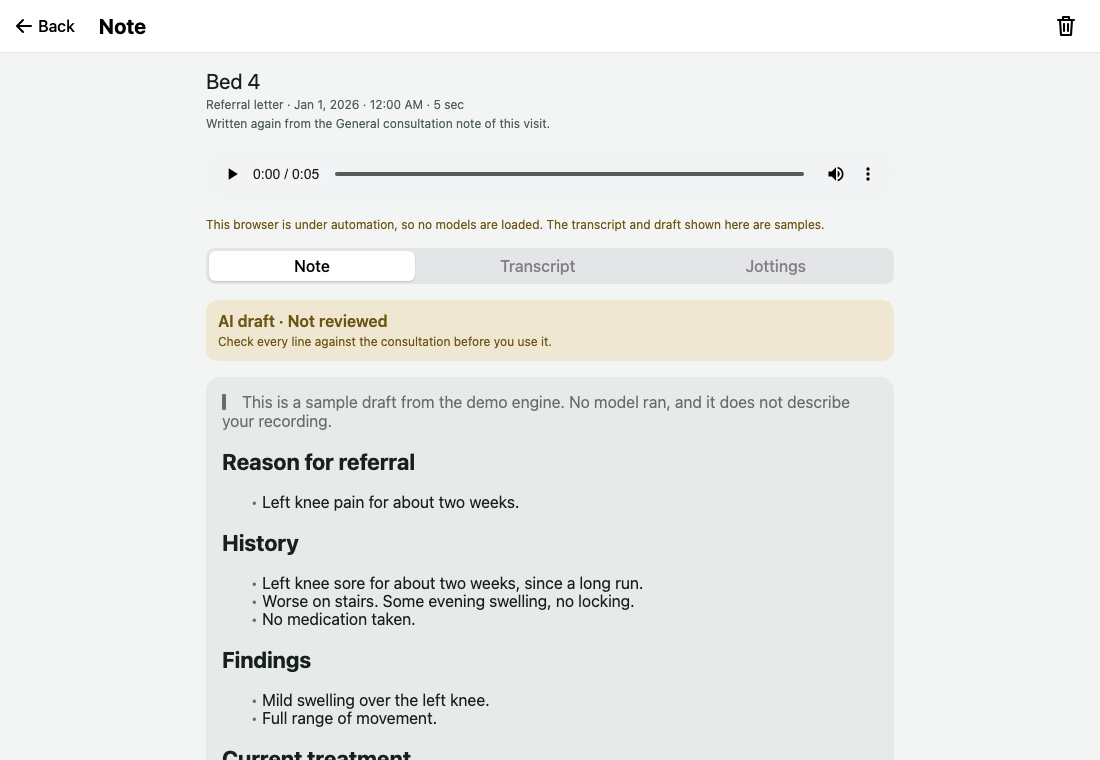 Back Note
Bed 4
Referral letter · Jan 1, 2026 · 12:00 AM · 5 sec
Written again from the General consultation note of this visit.
0:00 / 0:05
This browser is under automation, so no models are loaded. The transcript and draft shown here are samples.
Note Transcript Jottings
AI draft · Not reviewed
Check every line against the consultation before you use it.
This is a sample draft from the demo engine. No model ran, and it does not describe
your recording.
Reason for referral
• Left knee pain for about two weeks.
History
• Left knee sore for about two weeks, since a long run.
• Worse on stairs. Some evening swelling, no locking.
• No medication taken.
Findings
• Mild swelling over the left knee.
• Full range of movement.
Current treatment